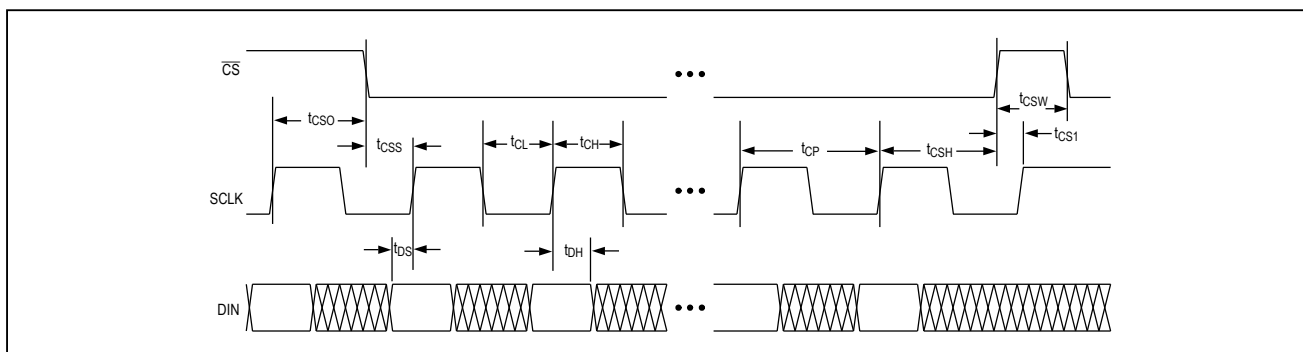 CS
tCSW
tCSO
tCSS
tCL
tCH
tCP
tCSH
tCS1
SCLK
tDS
tDH
DIN